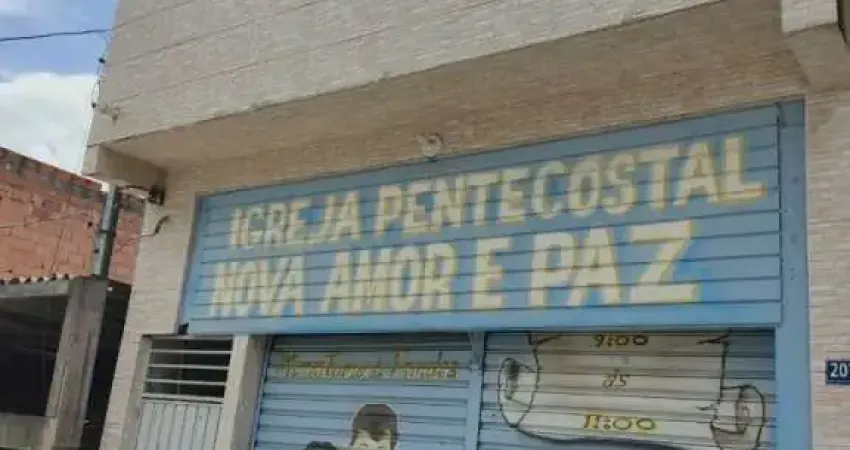 IGREJA PENTECOSTAL
NOVA AMOR E PAZ
9:00
às
11:00